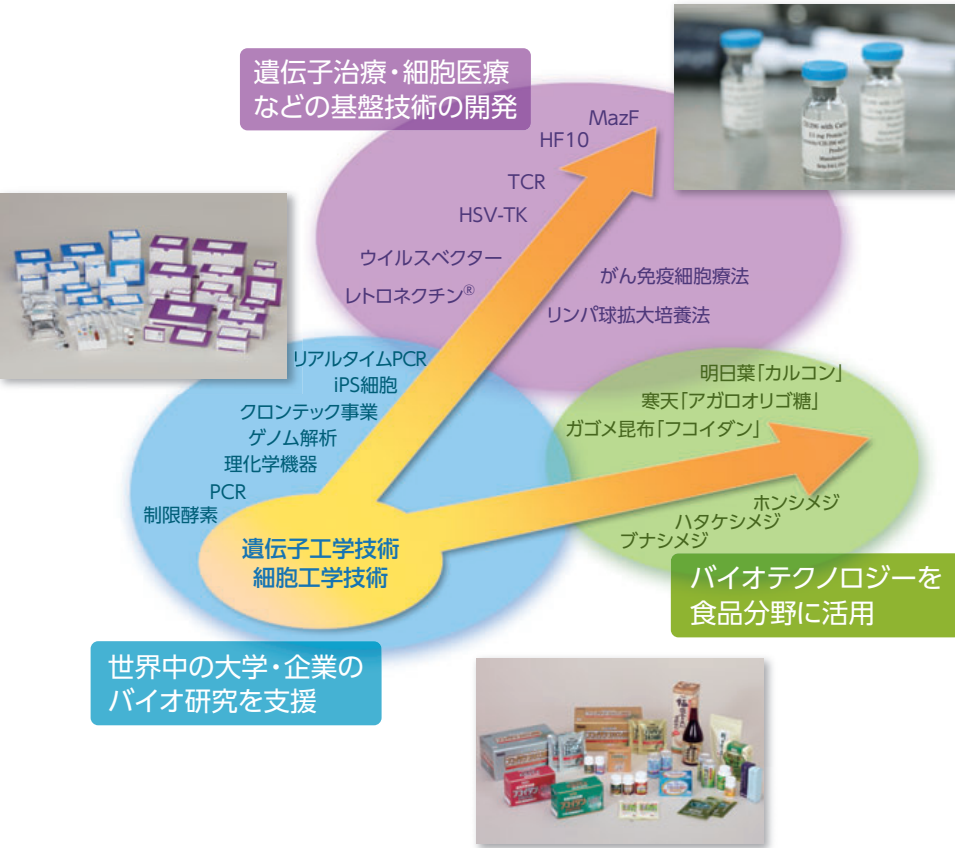 遺伝子治療・細胞医療
などの基盤技術の開発
MazF
HF10
TCR
HSV-TK
ウイルスベクター
レトロネクチン®
がん免疫細胞療法
リンパ球拡大培養法
リアルタイムPCR
iPS細胞
クロンテック事業
ゲノム解析
理化学機器
PCR
制限酵素
遺伝子工学技術
細胞工学技術
明日葉「カルコン」
寒天「アガロオリゴ糖」
ガゴメ昆布「フコイダン」
ホンシメジ
ハタケシメジ
ブナシメジ
バイオテクノロジーを
食品分野に活用
世界中の大学・企業の
バイオ研究を支援